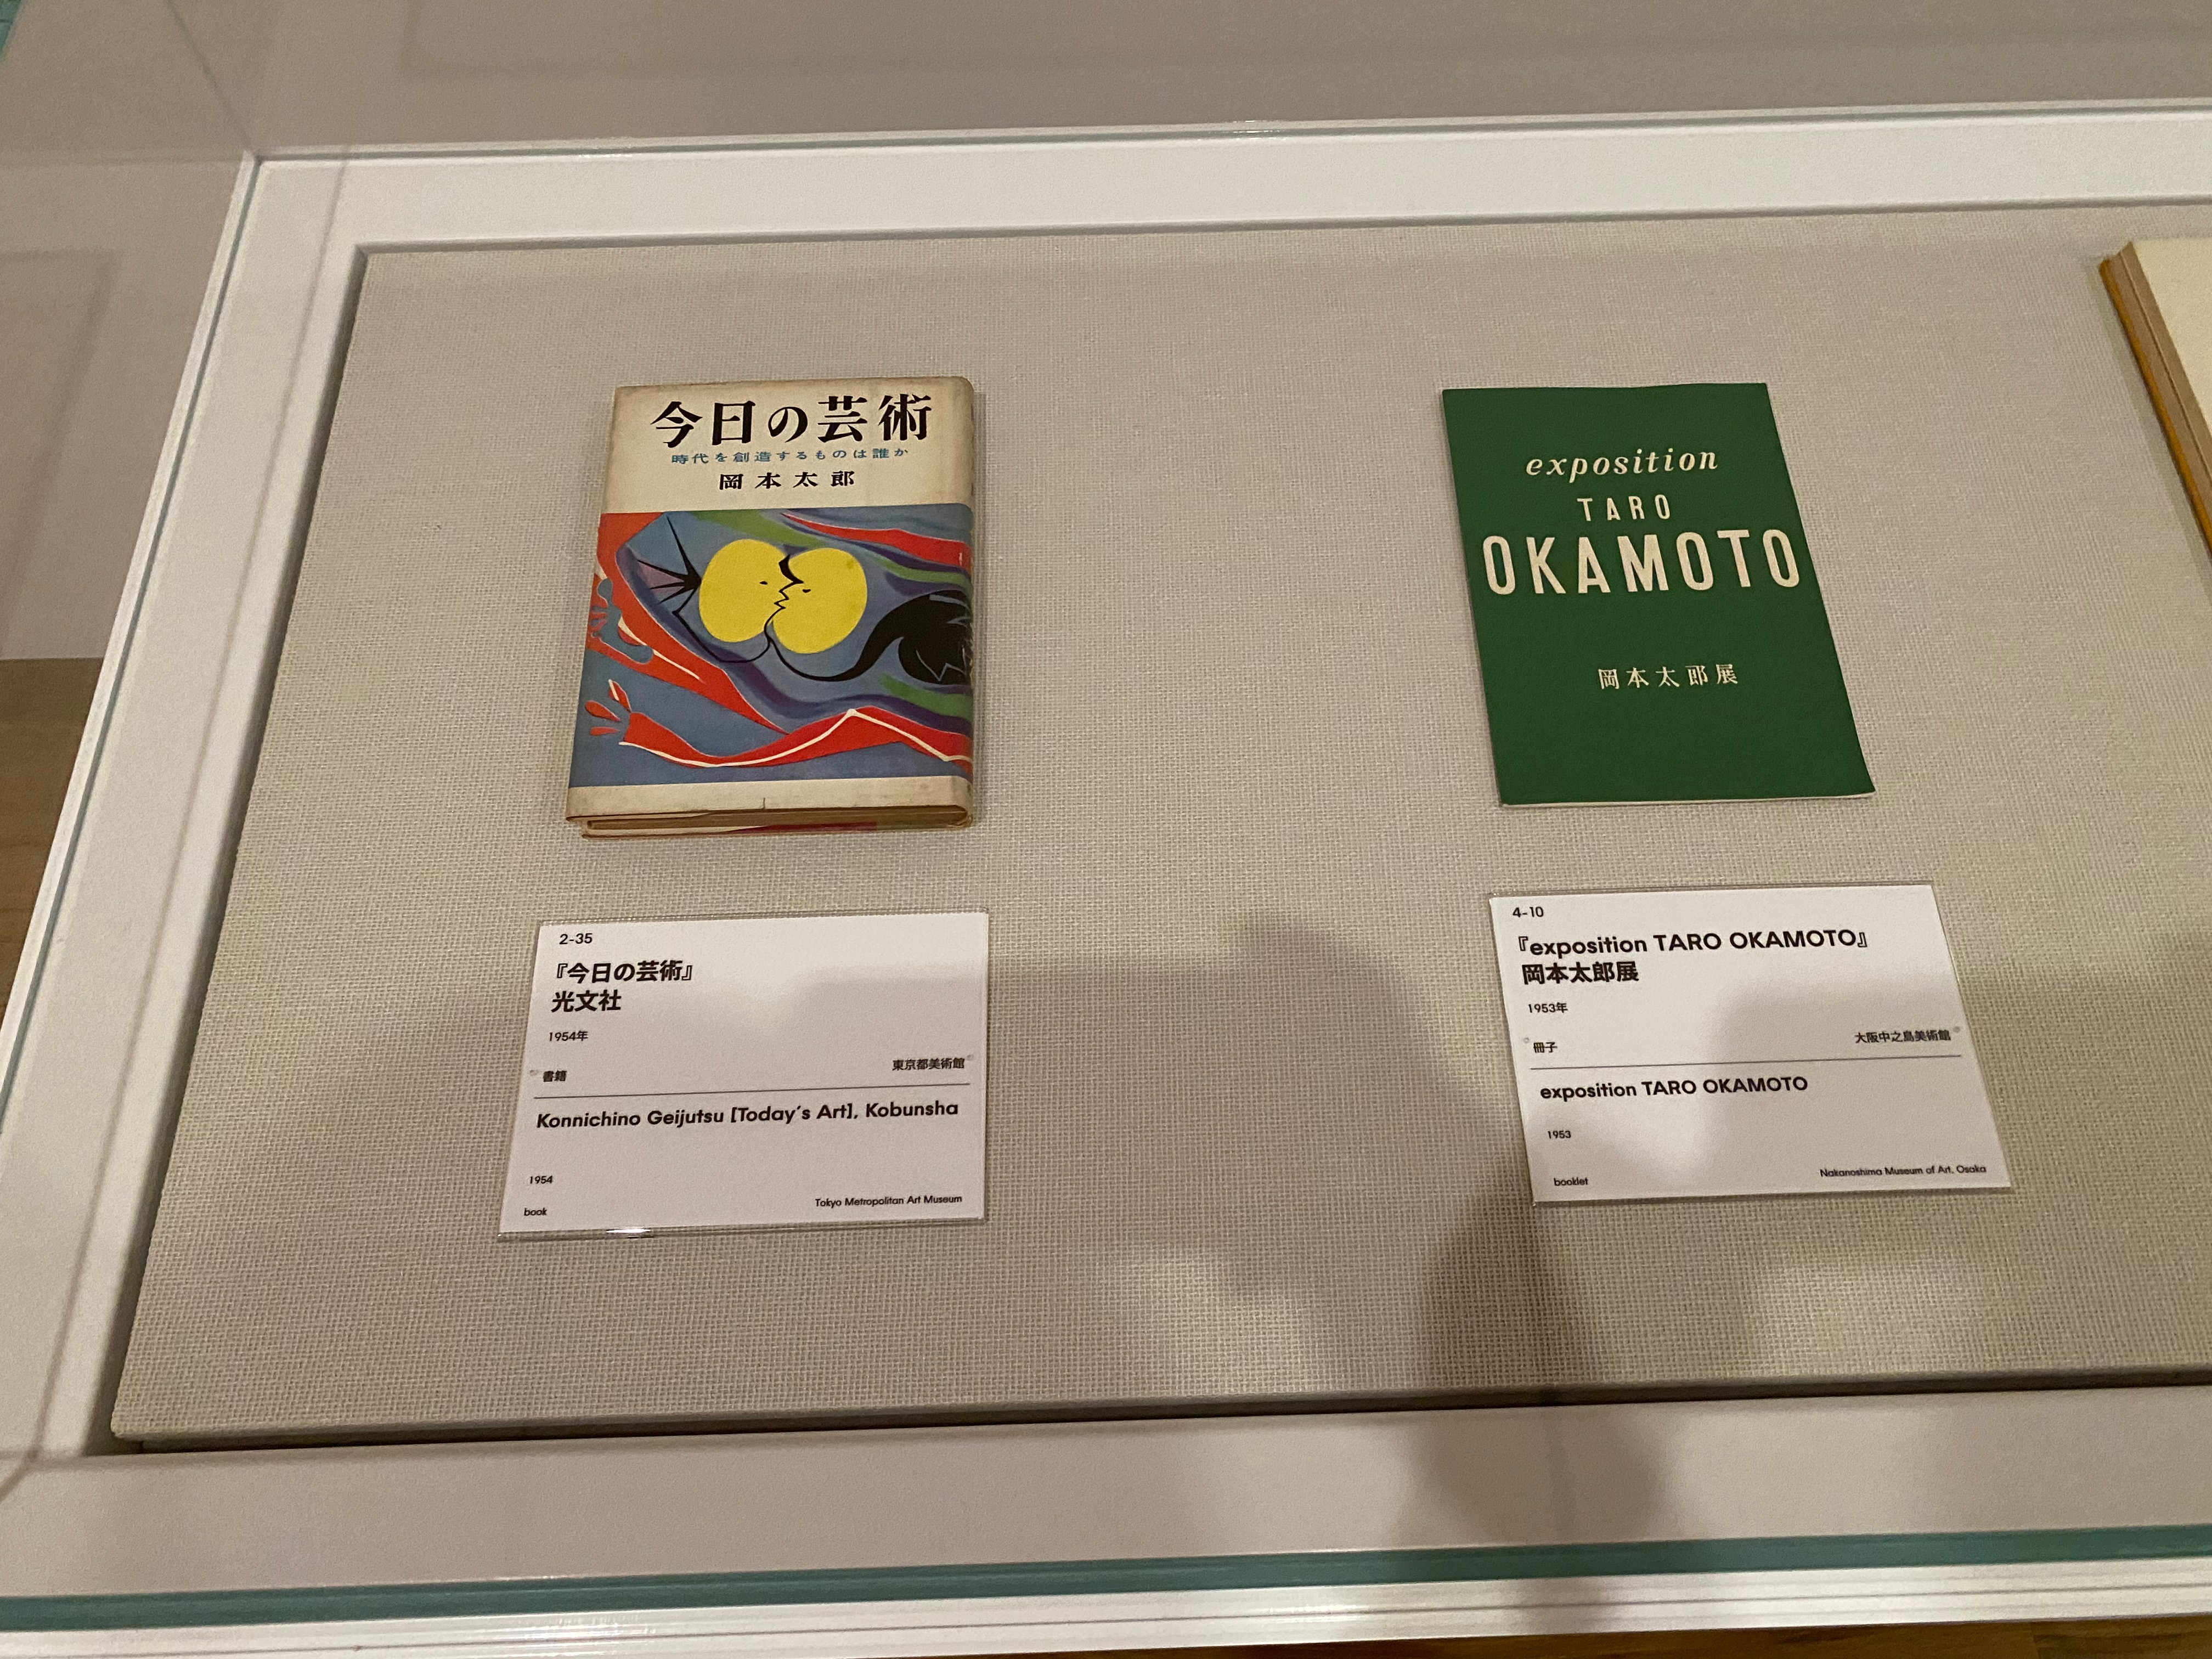 今日の芸術
時代を創造するものは誰か
岡本太郎
exposition
TARO
OKAMOTO
岡本太郎展
2-35
『今日の芸術』
光文社
1954年
書籍
東京都美術館
Konnichino Geijutsu [Today's Art], Kobunsha
1954
book
Tokyo Metropolitan Art Museum
4-10
『exposition TARO OKAMOTO』
岡本太郎展
1953年
冊子
大阪中之島美術館
exposition TARO OKAMOTO
1953
booklet
Nakanoshima Museum of Art, Osaka